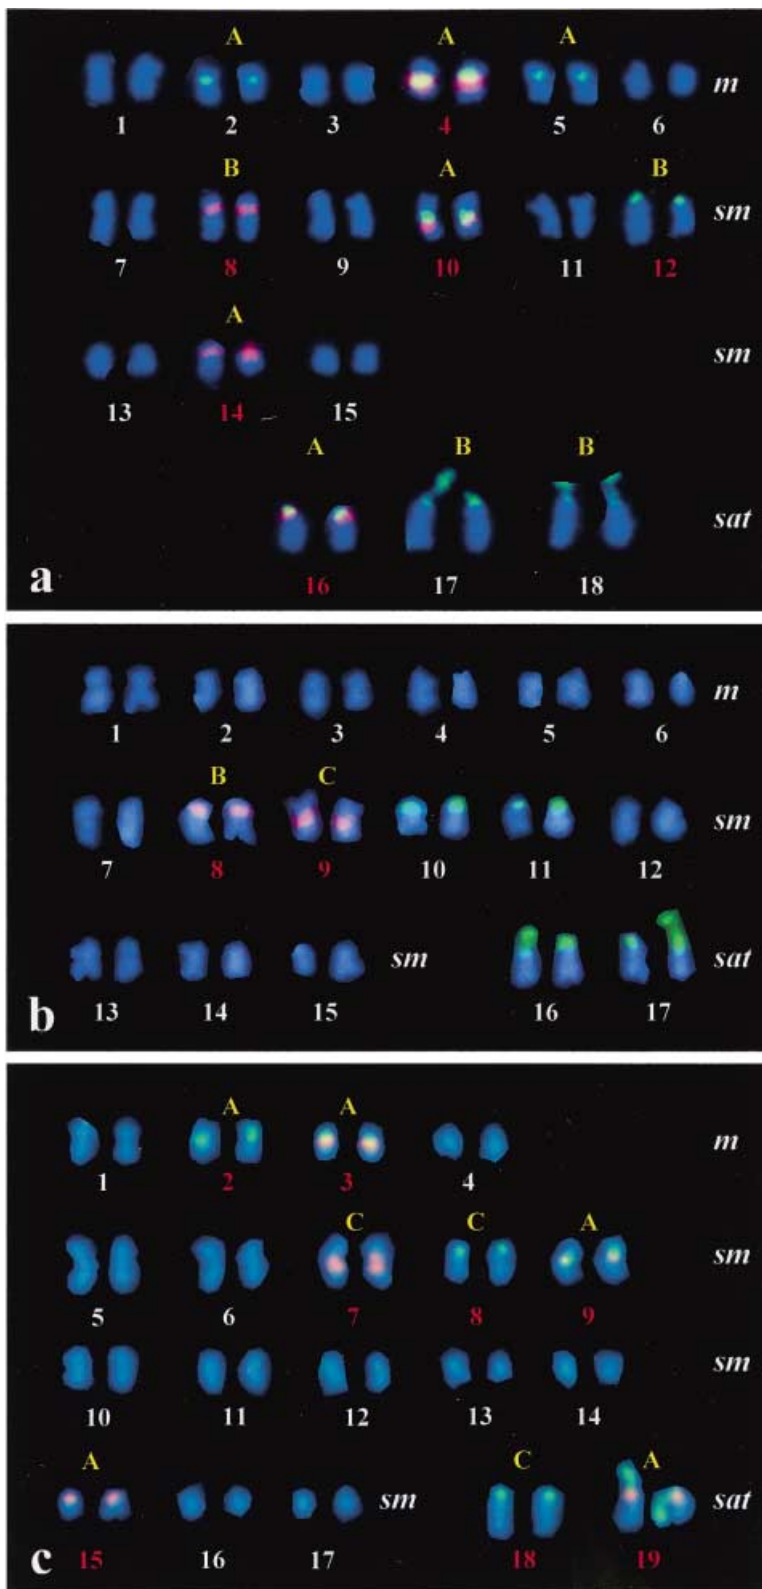 A A A
m
1 2 3 4 5 6
B A B
sm
7 8 9 10 11 12
A
sm
13 14 15
A B B
sat
16 17 18
a
m
1 2 3 4 5 6
B C
sm
7 8 9 10 11 12
sm sat
13 14 15 16 17
b
A A
m
1 2 3 4
C C A
sm
5 6 7 8 9
sm
10 11 12 13 14
A C A
sm sat
15 16 17 18 19
c